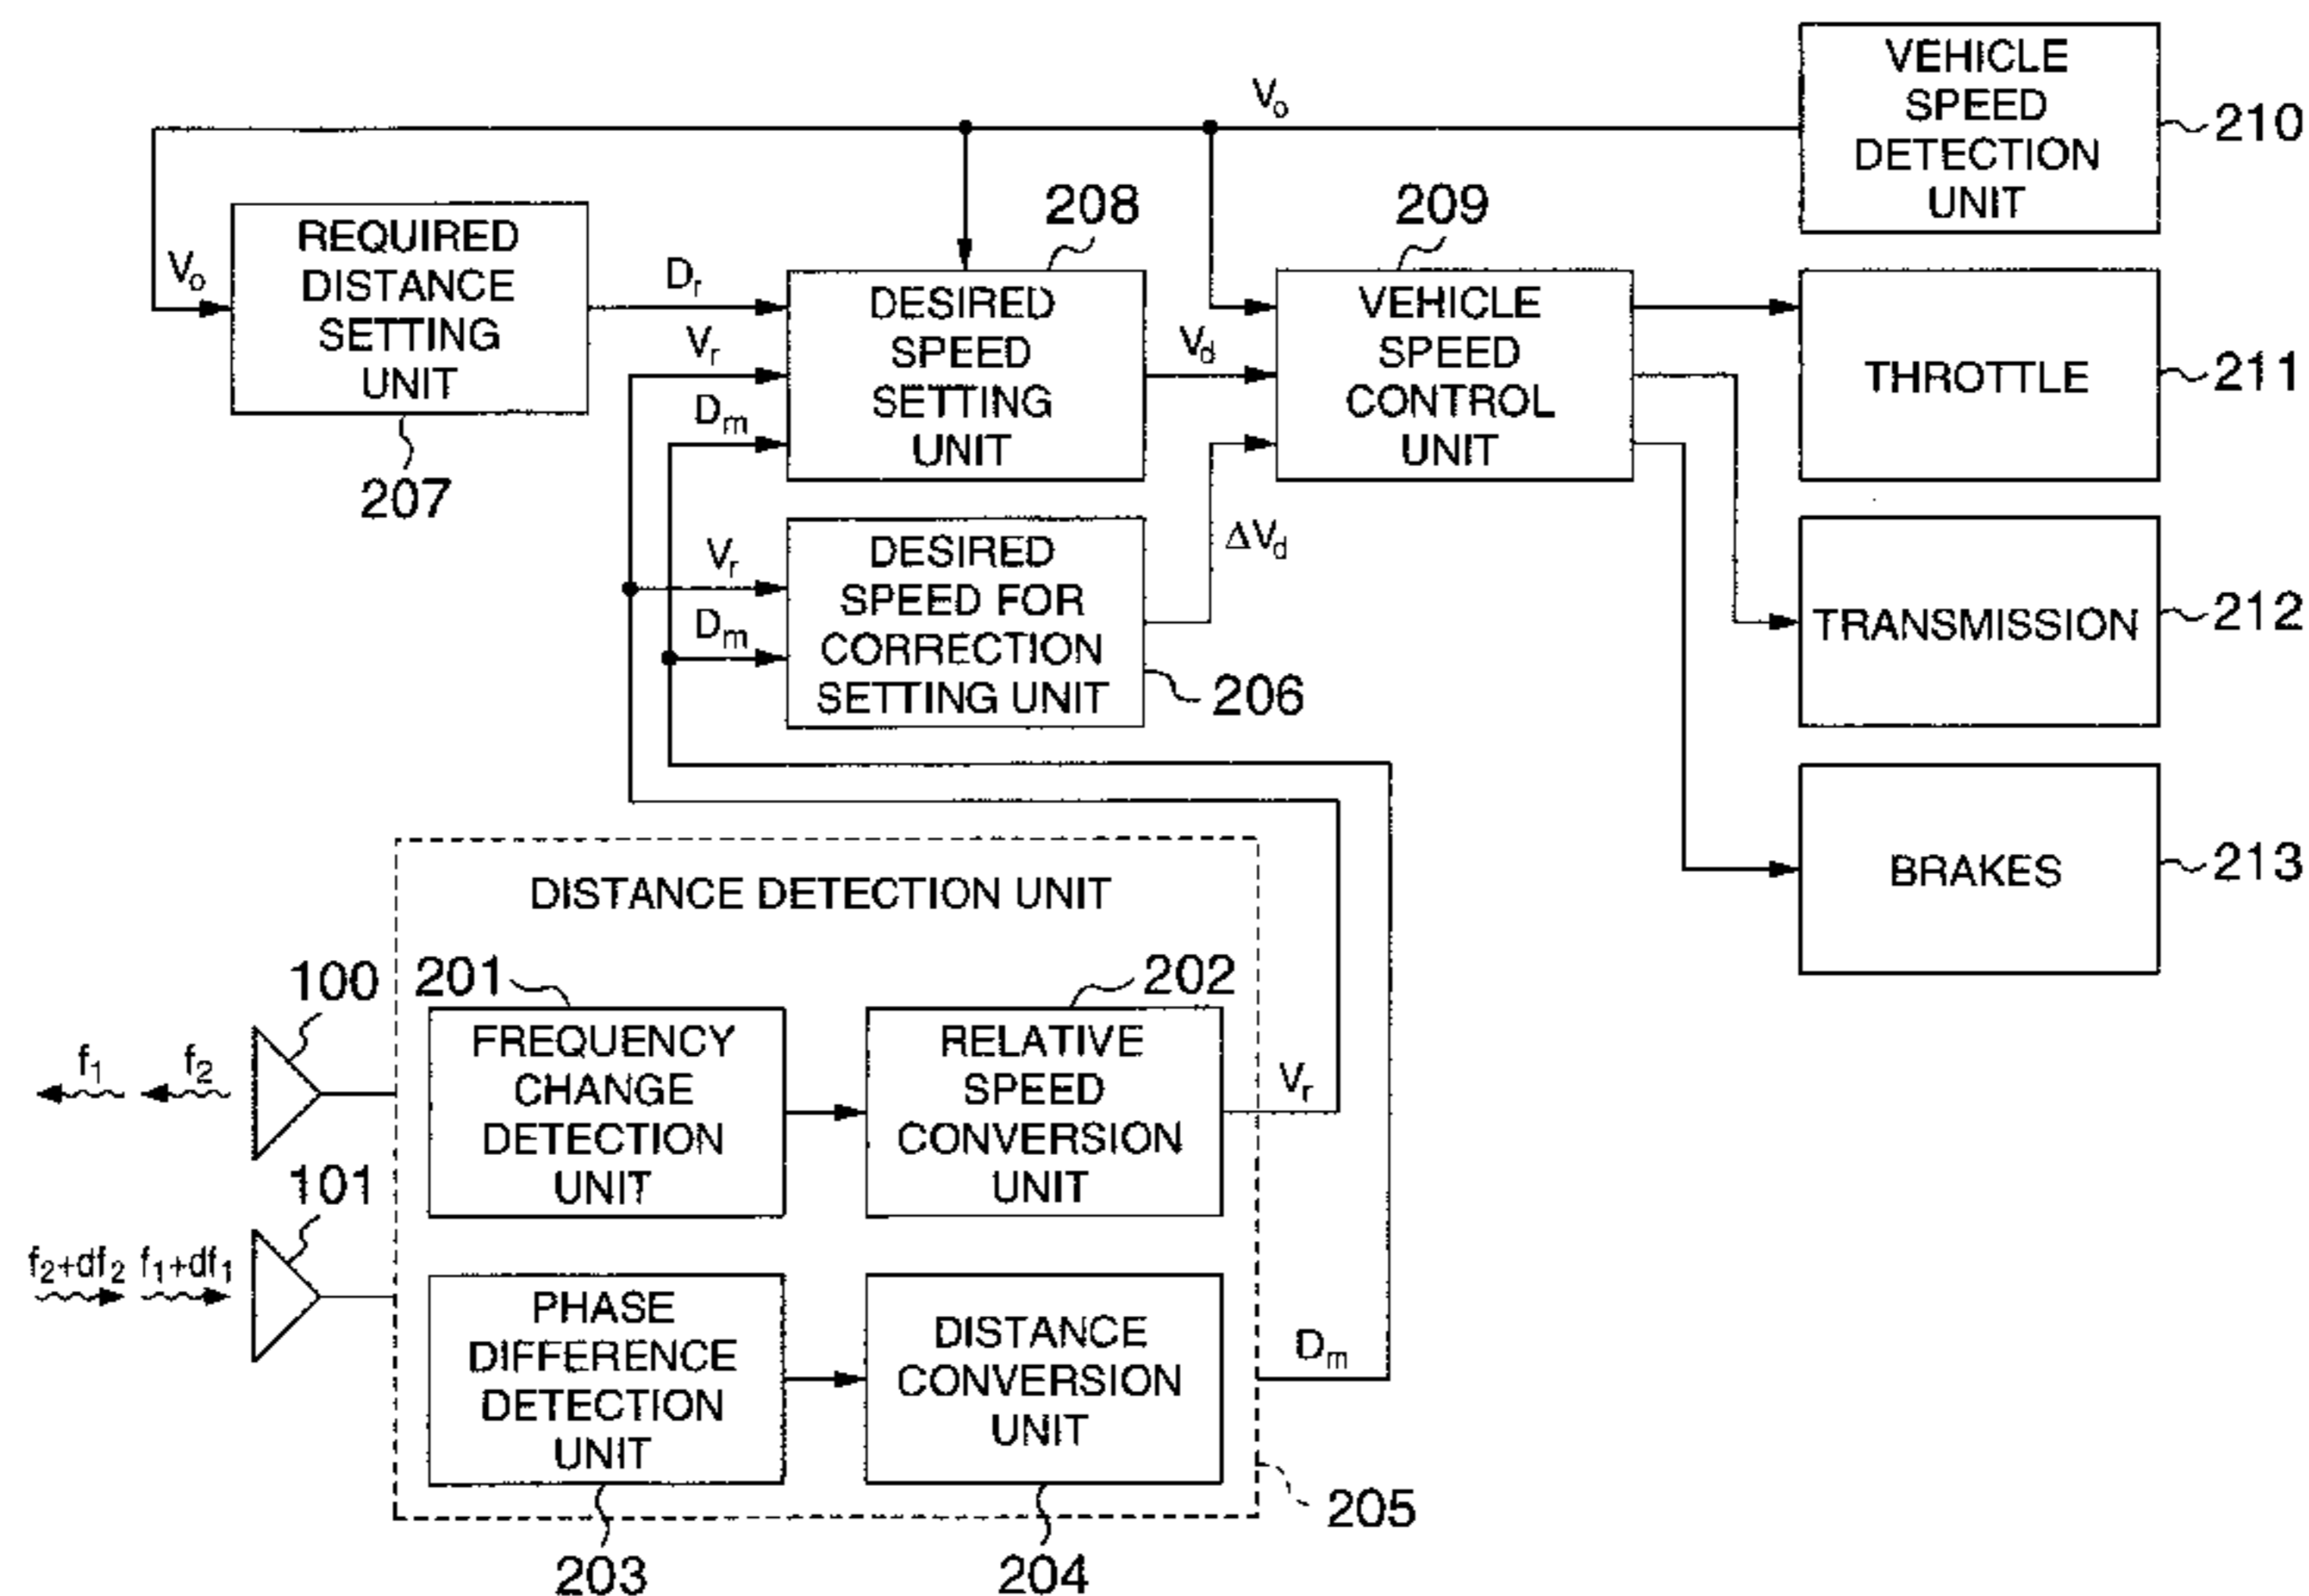 VEHICLE
SPEED
DETECTION
UNIT
210
Vo
Vo
REQUIRED
DISTANCE
SETTING
UNIT
207
Dr
Vr
Dm
208
DESIRED
SPEED
SETTING
UNIT
Vd
209
VEHICLE
SPEED
CONTROL
UNIT
THROTTLE
211
Vr
Dm
DESIRED
SPEED FOR
CORRECTION
SETTING UNIT
206
ΔVd
TRANSMISSION
212
BRAKES
213
DISTANCE DETECTION UNIT
100
f1
f2
101
f2+df2
f1+df1
201
FREQUENCY
CHANGE
DETECTION
UNIT
202
RELATIVE
SPEED
CONVERSION
UNIT
Vr
PHASE
DIFFERENCE
DETECTION
UNIT
203
DISTANCE
CONVERSION
UNIT
204
Dm
205